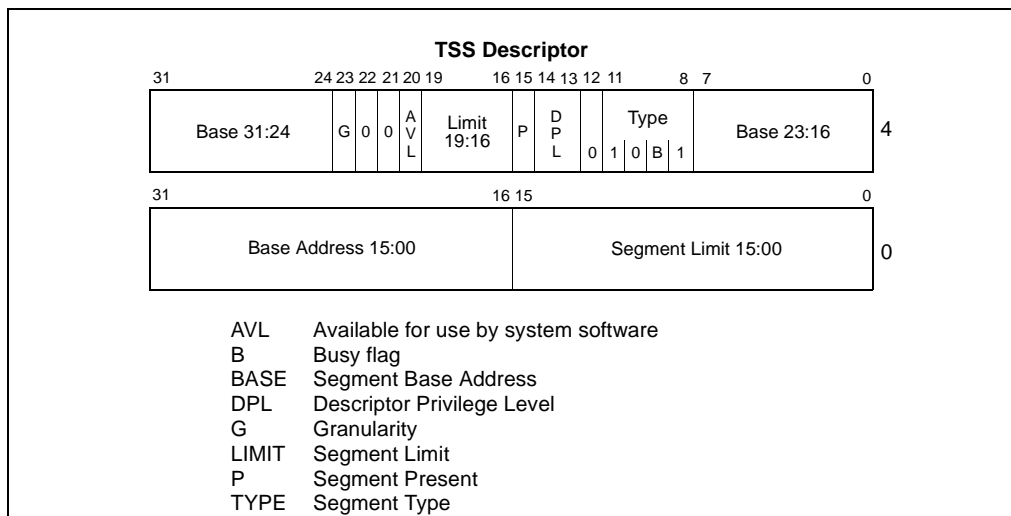 TSS Descriptor
31 24 23 22 21 20 19 16 15 14 13 12 11 8 7 0
Base 31:24 G 0 0 AVL Limit 19:16 P DPL 0 Type 1 0 B 1 Base 23:16 4
31 16 15 0
Base Address 15:00 Segment Limit 15:00 0
AVL Available for use by system software
B Busy flag
BASE Segment Base Address
DPL Descriptor Privilege Level
G Granularity
LIMIT Segment Limit
P Segment Present
TYPE Segment Type